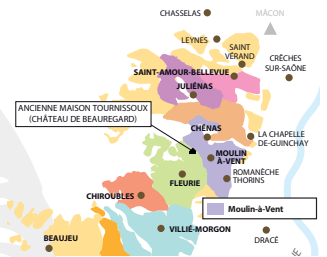 CHASSELAS
MÂCON
LEYNES
SAINT
VÉRAND
CRÊCHES
SUR-SAÔNE
SAINT-AMOUR-BELLEVUE
JULIÉNAS
ANCIENNE MAISON TOURNISSOUX
(CHÂTEAU DE BEAUREGARD)
CHÉNAS
LA CHAPELLE
DE-GUINCHAY
MOULIN
À-VENT
ROMANÈCHE
THORINS
FLEURIE
CHIROUBLES
Moulin-à-Vent
VILLIÉ-MORGON
DRACÉ
BEAUJEU